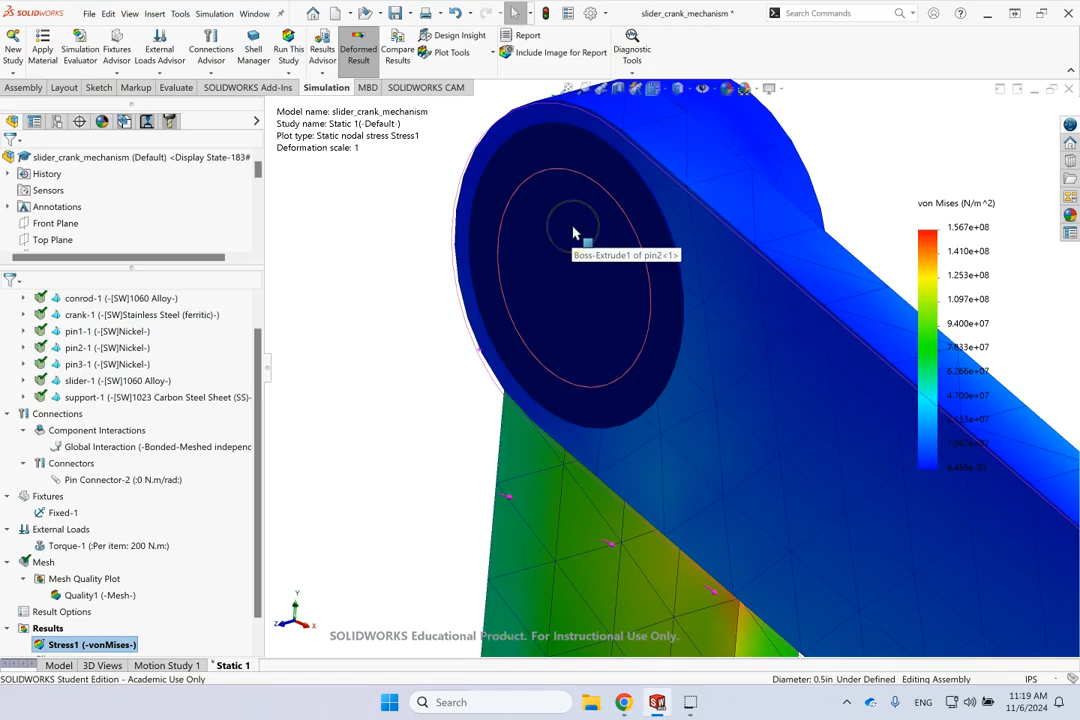 SOLIDWORKS
File Edit View Insert Tools Simulation Window
slider_crank_mechanism *
Search Commands
New Study
Apply Material
Simulation Evaluator
Fixtures Advisor
External Loads Advisor
Connections Advisor
Shell Manager
Run This Study
Results Advisor
Deformed Result
Compare Results
Design Insight
Plot Tools
Report
Include Image for Report
Diagnostic Tools
Assembly Layout Sketch Markup Evaluate SOLIDWORKS Add-Ins Simulation MBD SOLIDWORKS CAM
Model name: slider_crank_mechanism
Study name: Static 1(-Default-)
Plot type: Static nodal stress Stress1
Deformation scale: 1
slider_crank_mechanism (Default) <Display State-183#
History
Sensors
Annotations
Front Plane
Top Plane
conrod-1 (-[SW]1060 Alloy-)
crank-1 (-[SW]Stainless Steel (ferritic)-)
pin1-1 (-[SW]Nickel-)
pin2-1 (-[SW]Nickel-)
pin3-1 (-[SW]Nickel-)
slider-1 (-[SW]1060 Alloy-)
support-1 (-[SW]1023 Carbon Steel Sheet (SS)-
Connections
Component Interactions
Global Interaction (-Bonded-Meshed independ
Connectors
Pin Connector-2 (:0 N.m/rad:)
Fixtures
Fixed-1
External Loads
Torque-1 (:Per item: 200 N.m:)
Mesh
Mesh Quality Plot
Quality1 (-Mesh-)
Result Options
Results
Stress1 (-vonMises-)
Boss-Extrude1 of pin2<1>
von Mises (N/m^2)
1.567e+08
1.410e+08
1.253e+08
1.097e+08
9.400e+07
7.833e+07
6.266e+07
4.700e+07
3.133e+07
1.567e+07
Y
Z
X
SOLIDWORKS Educational Product. For Instructional Use Only.
Model 3D Views Motion Study 1 Static 1
SOLIDWORKS Student Edition - Academic Use Only
Diameter: 0.5in Under Defined Editing Assembly
IPS
Search
ENG
11:19 AM
11/6/2024